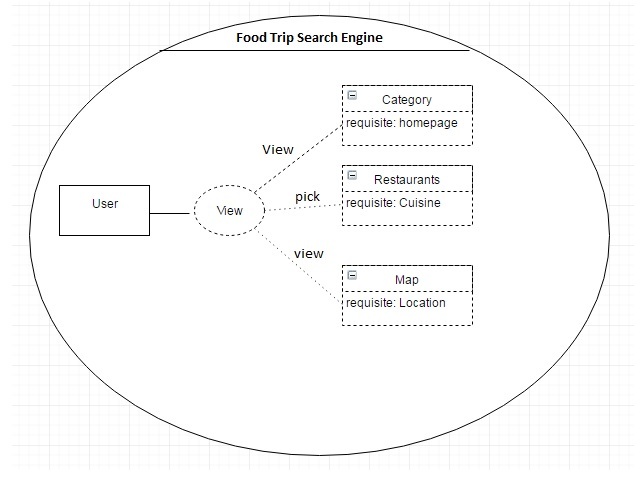 Food Trip Search Engine
Category
requisite: homepage
View
Restaurants
requisite: Cuisine
pick
User
View
view
Map
requisite: Location